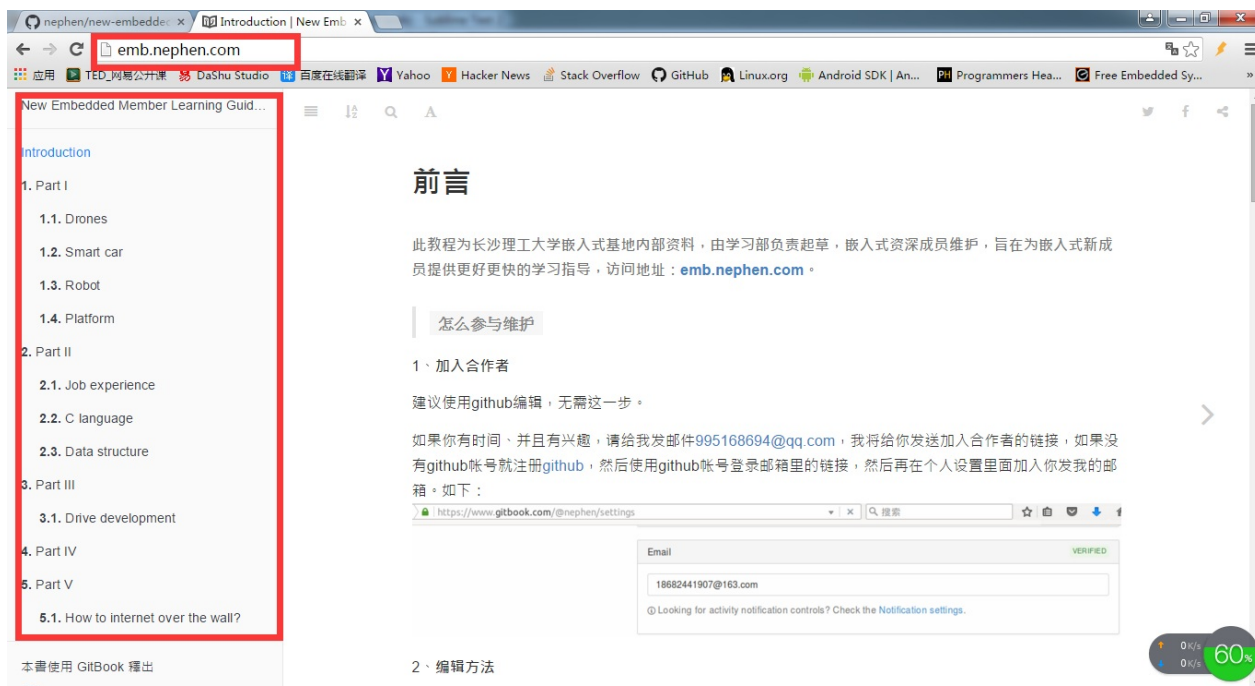 nephen/new-embedded
Introduction | New Emb
emb.nephen.com
应用
TED_网易公开课
DaShu Studio
百度在线翻译
Yahoo
Hacker News
Stack Overflow
GitHub
Linux.org
Android SDK | An...
Programmers Hea...
Free Embedded Sy...
»
New Embedded Member Learning Guid...
Introduction
1. Part I
1.1. Drones
1.2. Smart car
1.3. Robot
1.4. Platform
2. Part II
2.1. Job experience
2.2. C language
2.3. Data structure
3. Part III
3.1. Drive development
4. Part IV
5. Part V
5.1. How to internet over the wall?
本書使用 GitBook 釋出
A
前言
此教程为长沙理工大学嵌入式基地内部资料，由学习部负责起草，嵌入式资深成员维护，旨在为嵌入式新成
员提供更好更快的学习指导，访问地址：emb.nephen.com。
怎么参与维护
1、加入合作者
建议使用github编辑，无需这一步。
如果你有时间、并且有兴趣，请给我发邮件995168694@qq.com，我将给你发送加入合作者的链接，如果没
有github帐号就注册github，然后使用github帐号登录邮箱里的链接，然后再在个人设置里面加入你发我的邮
箱。如下：
https://www.gitbook.com/@nephen/settings
搜索
Email
VERIFIED
18682441907@163.com
Looking for activity notification controls? Check the Notification settings.
2、编辑方法
0K/s
0K/s
60%